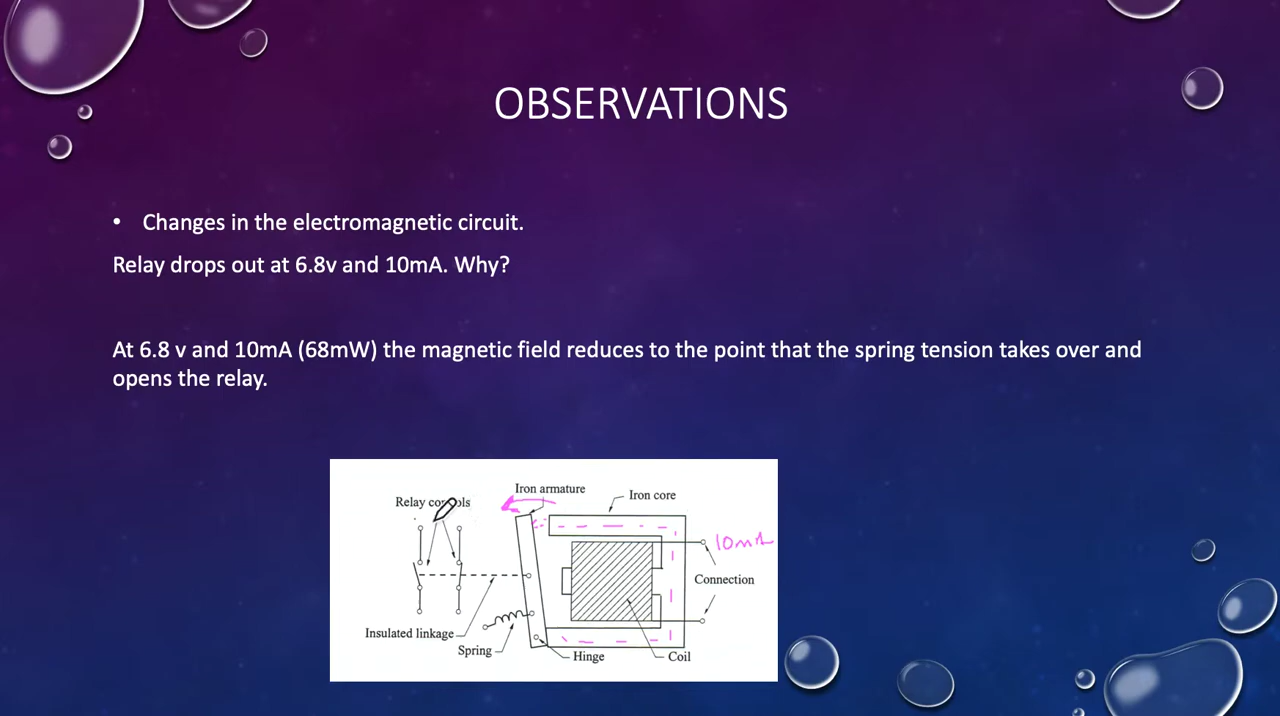 OBSERVATIONS
• Changes in the electromagnetic circuit.
Relay drops out at 6.8v and 10mA. Why?
At 6.8 v and 10mA (68mW) the magnetic field reduces to the point that the spring tension takes over and
opens the relay.
Iron armature
Iron core
Relay
10mA
Connection
Insulated linkage
Spring
Hinge
Coil